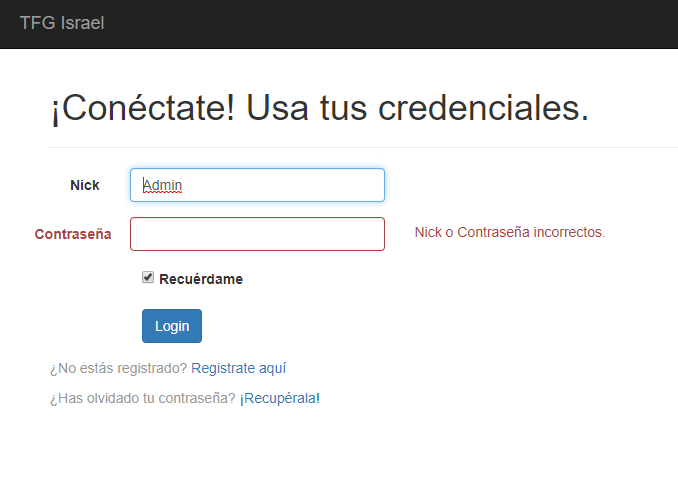 TFG Israel
¡Conéctate! Usa tus credenciales.
Nick
Admin
Contraseña
Nick o Contraseña incorrectos.
Recuérdame
Login
¿No estás registrado? Registrate aquí
¿Has olvidado tu contraseña? ¡Recupérala!